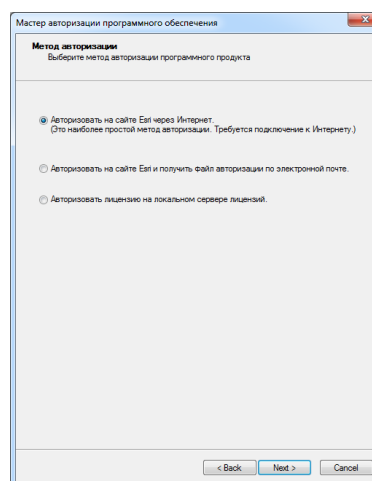 Мастер авторизации программного обеспечения
Метод авторизации
Выберите метод авторизации программного продукта
Авторизовать на сайте Esri через Интернет.
(Это наиболее простой метод авторизации. Требуется подключение к Интернету.)
Авторизовать на сайте Esri и получить файл авторизации по электронной почте.
Авторизовать лицензию на локальном сервере лицензий.
< Back Next > Cancel